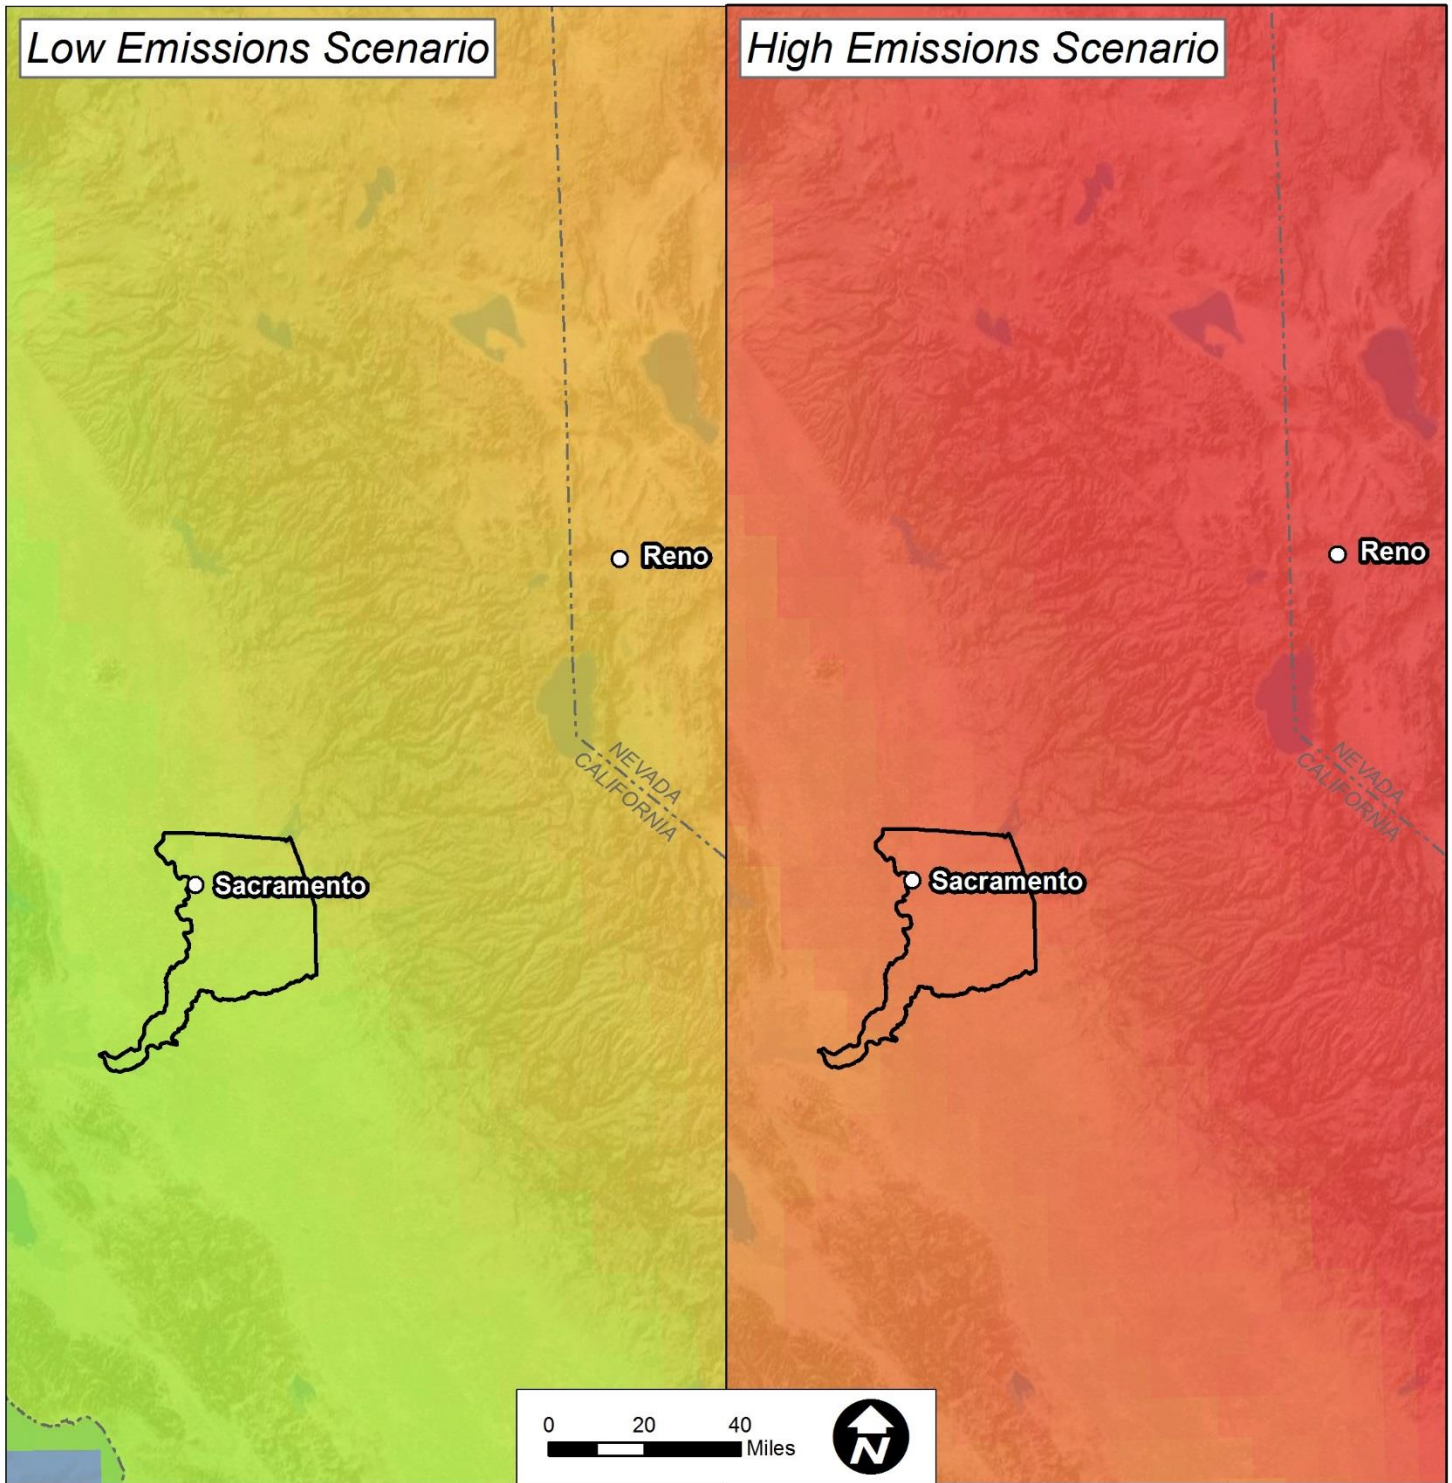 Low Emissions Scenario
High Emissions Scenario
Reno
Reno
NEVADA
CALIFORNIA
NEVADA
CALIFORNIA
Sacramento
Sacramento
0 20 40
Miles
N